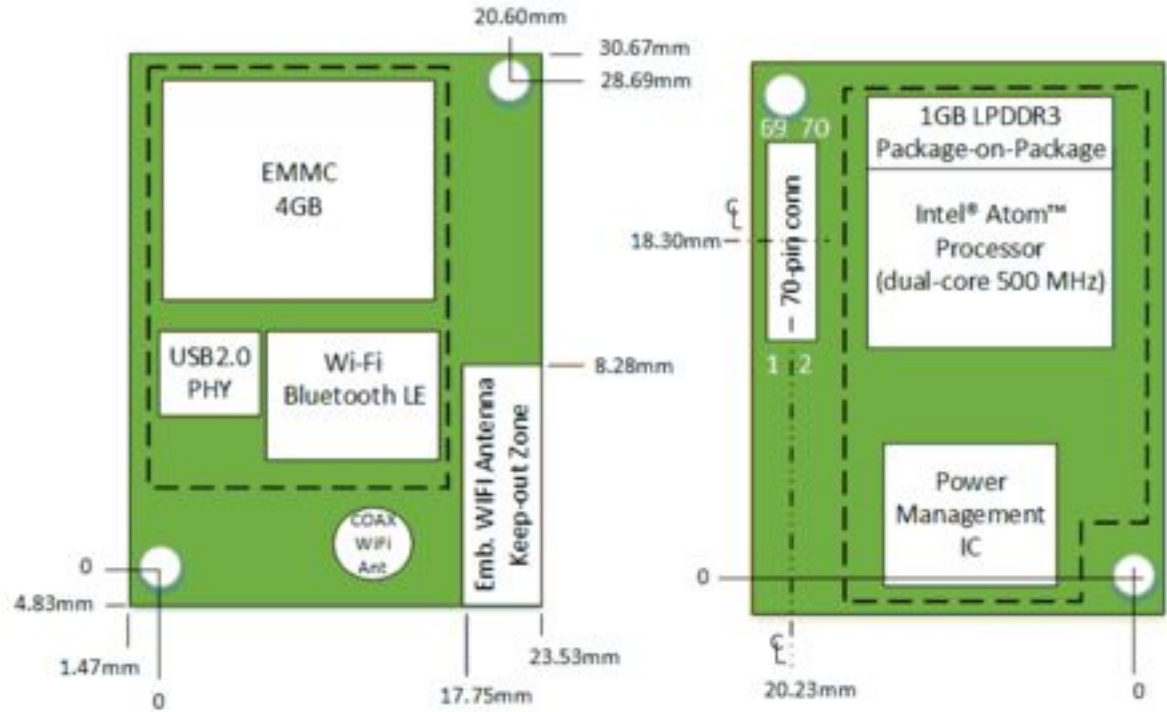 20.60mm
30.67mm
28.69mm
EMMC
4GB
USB2.0
PHY
Wi-Fi
Bluetooth LE
8.28mm
Emb. WIFI Antenna
Keep-out Zone
COAX
WiFi
Ant
0
4.83mm
1.47mm
0
17.75mm
23.53mm
69 70
1GB LPDDR3
Package-on-Package
Intel® Atom™
Processor
(dual-core 500 MHz)
℄
18.30mm
70-pin conn
1 2
Power
Management
IC
0
℄
20.23mm
0